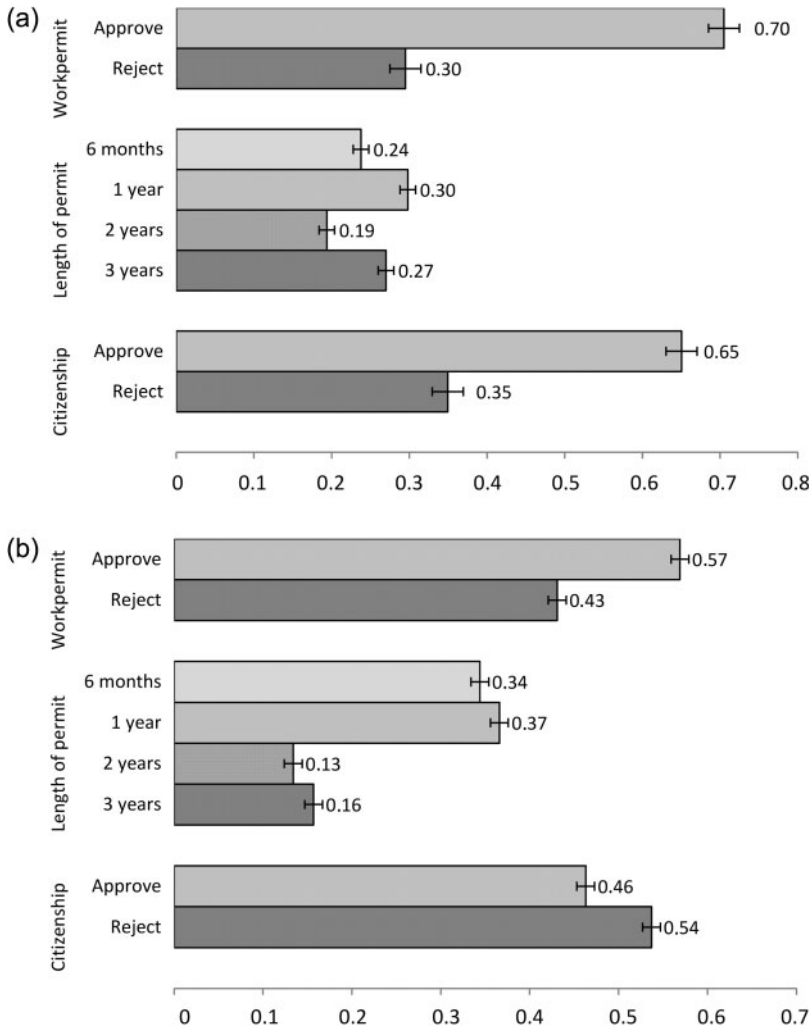 (a)
Workpermit
Approve 0.70
Reject 0.30
Length of permit
6 months 0.24
1 year 0.30
2 years 0.19
3 years 0.27
Citizenship
Approve 0.65
Reject 0.35
0 0.1 0.2 0.3 0.4 0.5 0.6 0.7 0.8
(b)
Workpermit
Approve 0.57
Reject 0.43
Length of permit
6 months 0.34
1 year 0.37
2 years 0.13
3 years 0.16
Citizenship
Approve 0.46
Reject 0.54
0 0.1 0.2 0.3 0.4 0.5 0.6 0.7